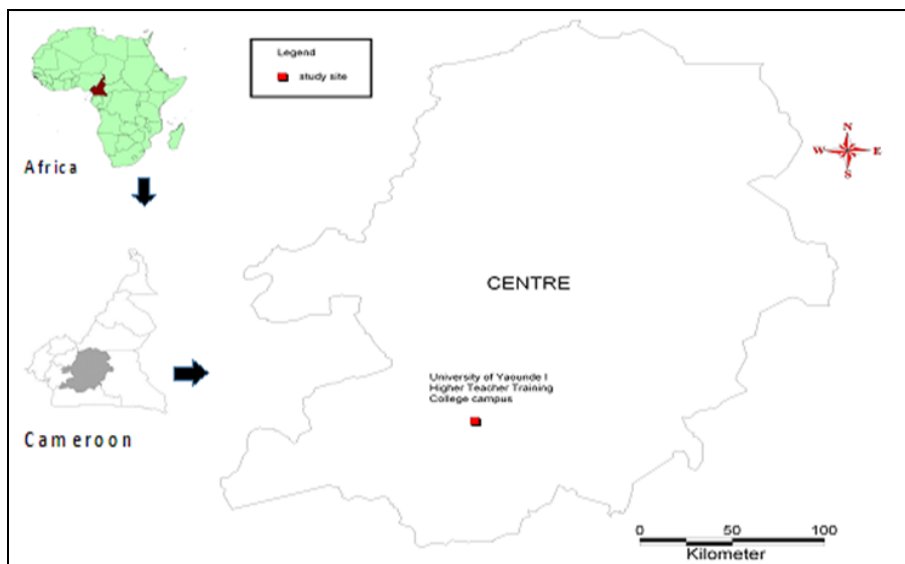 Legend
study site
Africa
N
W E
S
CENTRE
University of Yaounde I
Higher Teacher Training
College campus
Cameroon
0 50 100
Kilometer